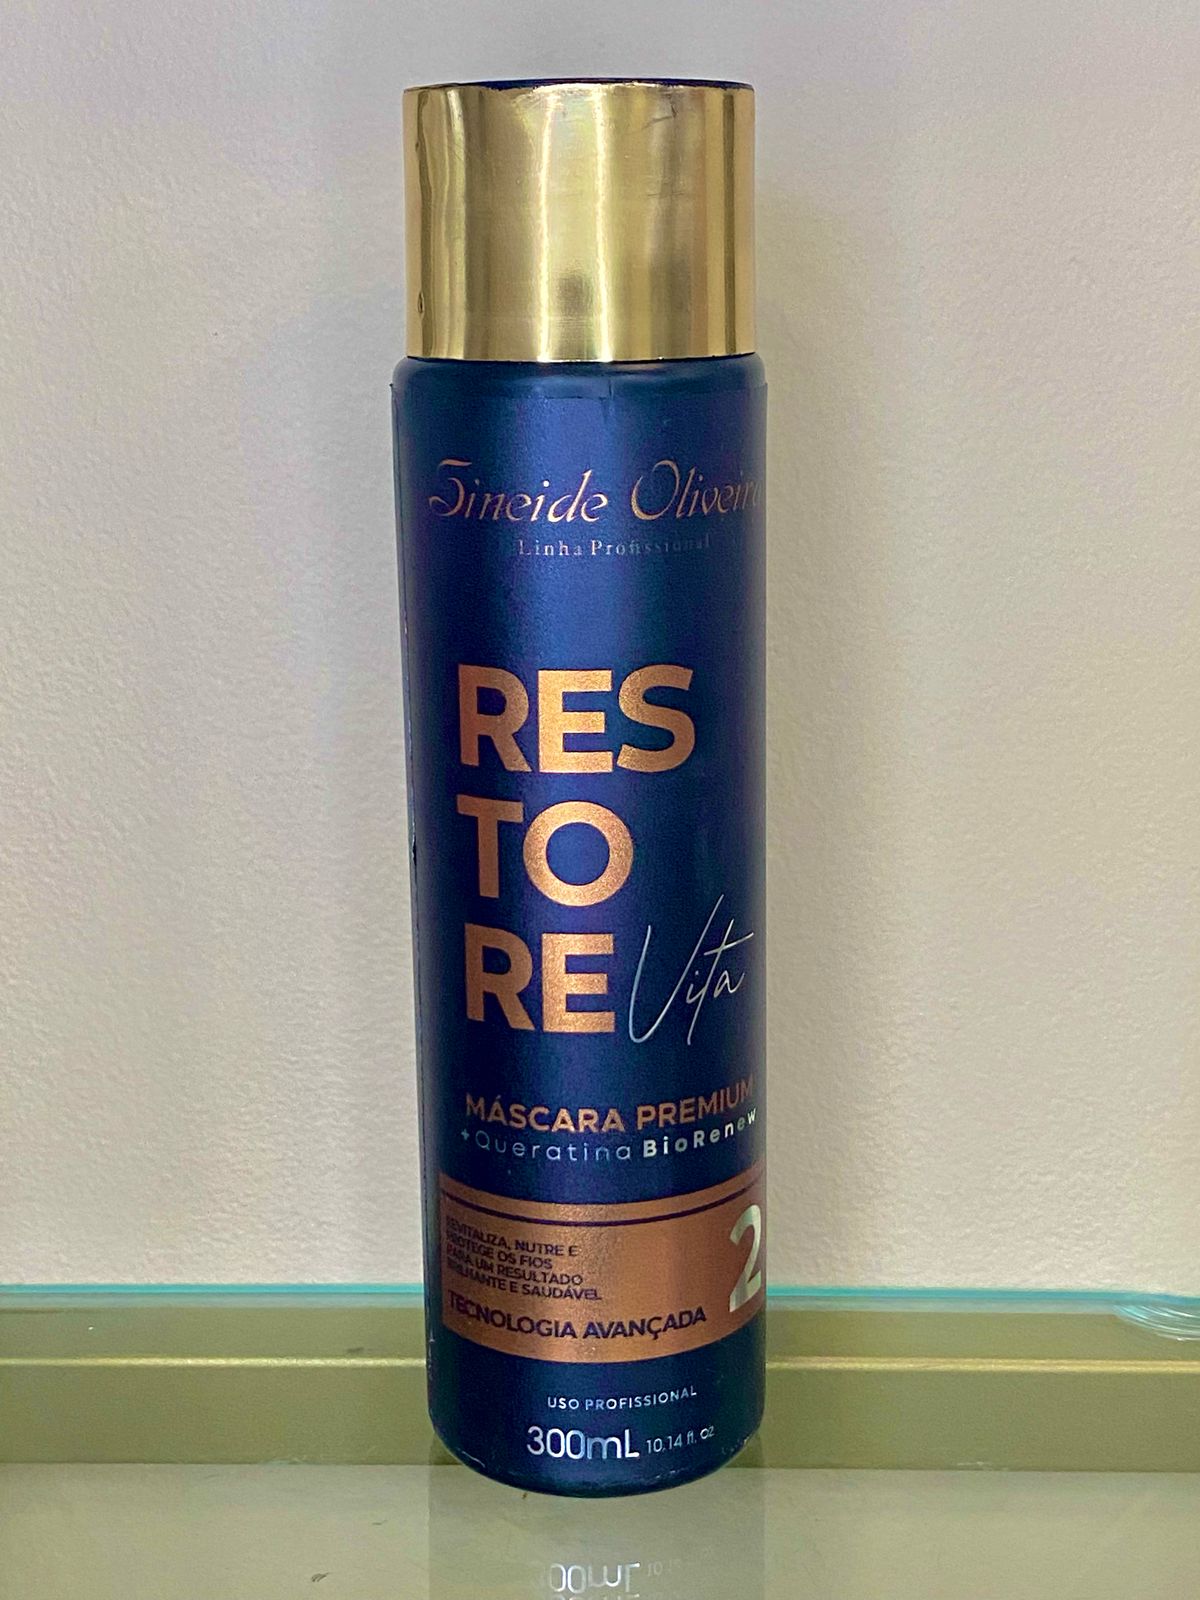 Sineide Oliveira
Linha Profissional
RES
TO
RE Vita
MÁSCARA PREMIUM
+Queratina BioRenew
REVITALIZA, NUTRE E
PROTEGE OS FIOS
PARA UM RESULTADO
BRILHANTE E SAUDÁVEL
TECNOLOGIA AVANÇADA
2
USO PROFISSIONAL
300mL 10.14 fl. oz